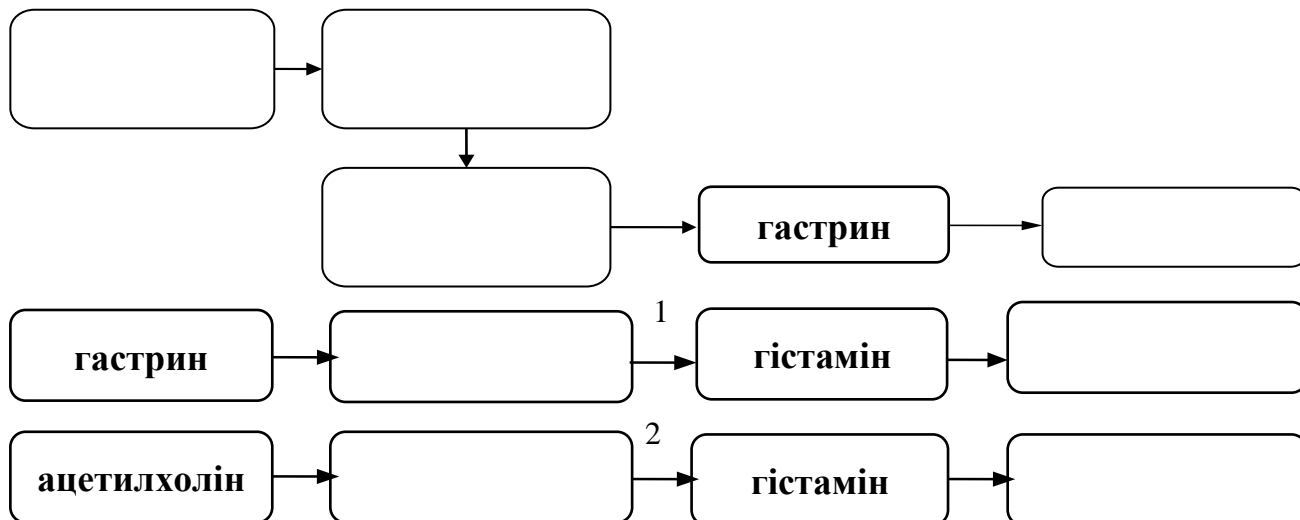 гастрин
1
гастрин
гістамін
2
ацетилхолін
гістамін